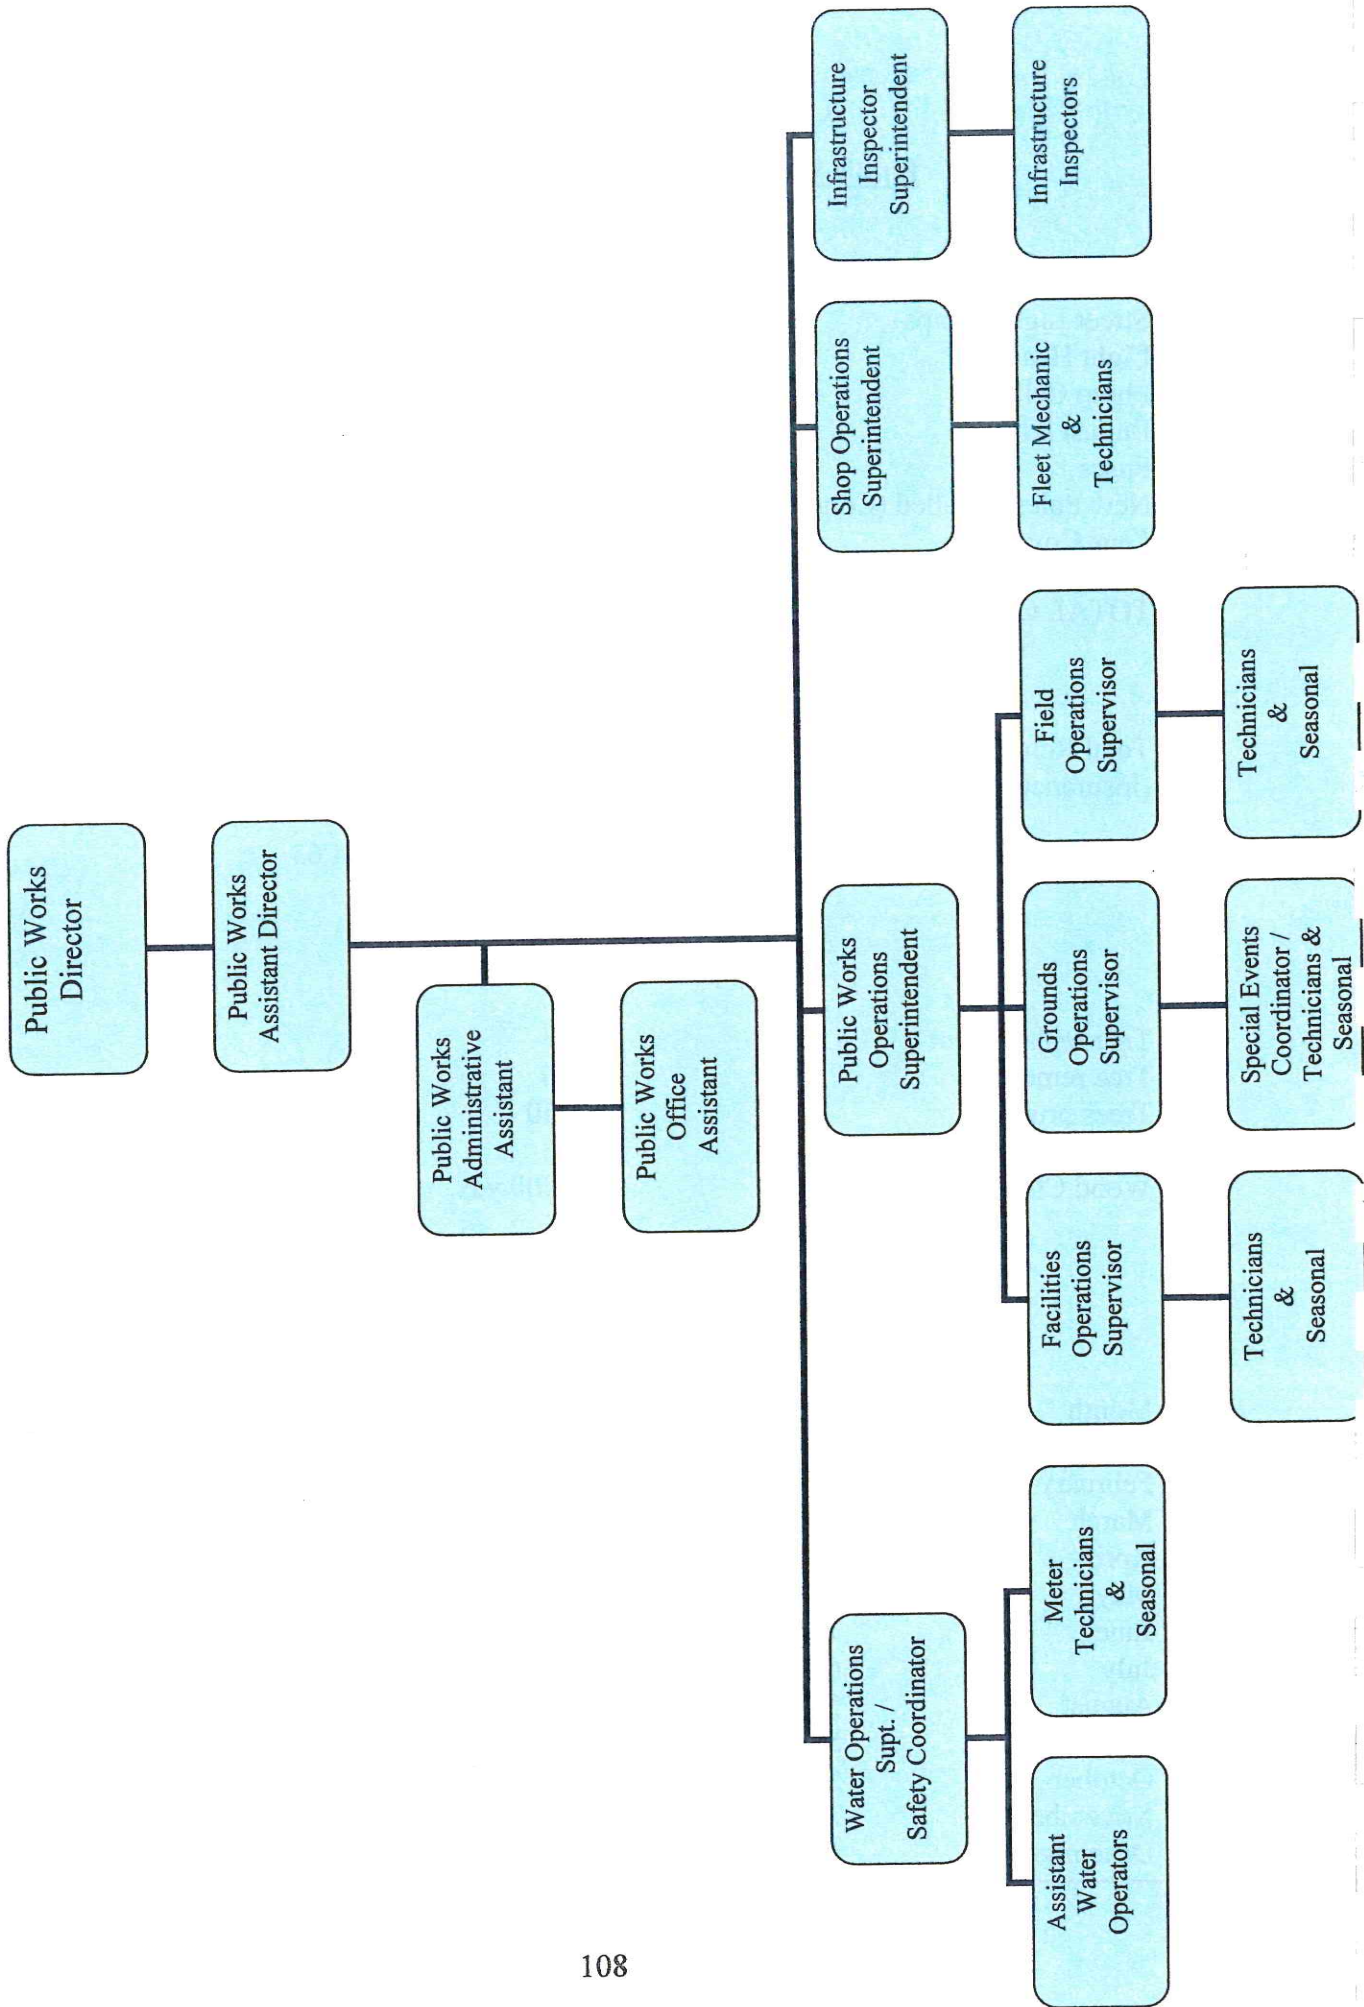 Public Works
Director
Public Works
Assistant Director
Public Works
Administrative
Assistant
Public Works
Office
Assistant
Water Operations
Supt. /
Safety Coordinator
Public Works
Operations
Superintendent
Shop Operations
Superintendent
Infrastructure
Inspector
Superintendent
Assistant
Water
Operators
Meter
Technicians
&
Seasonal
Facilities
Operations
Supervisor
Grounds
Operations
Supervisor
Field
Operations
Supervisor
Fleet Mechanic
&
Technicians
Infrastructure
Inspectors
Technicians
&
Seasonal
Special Events
Coordinator /
Technicians &
Seasonal
Technicians
&
Seasonal
108